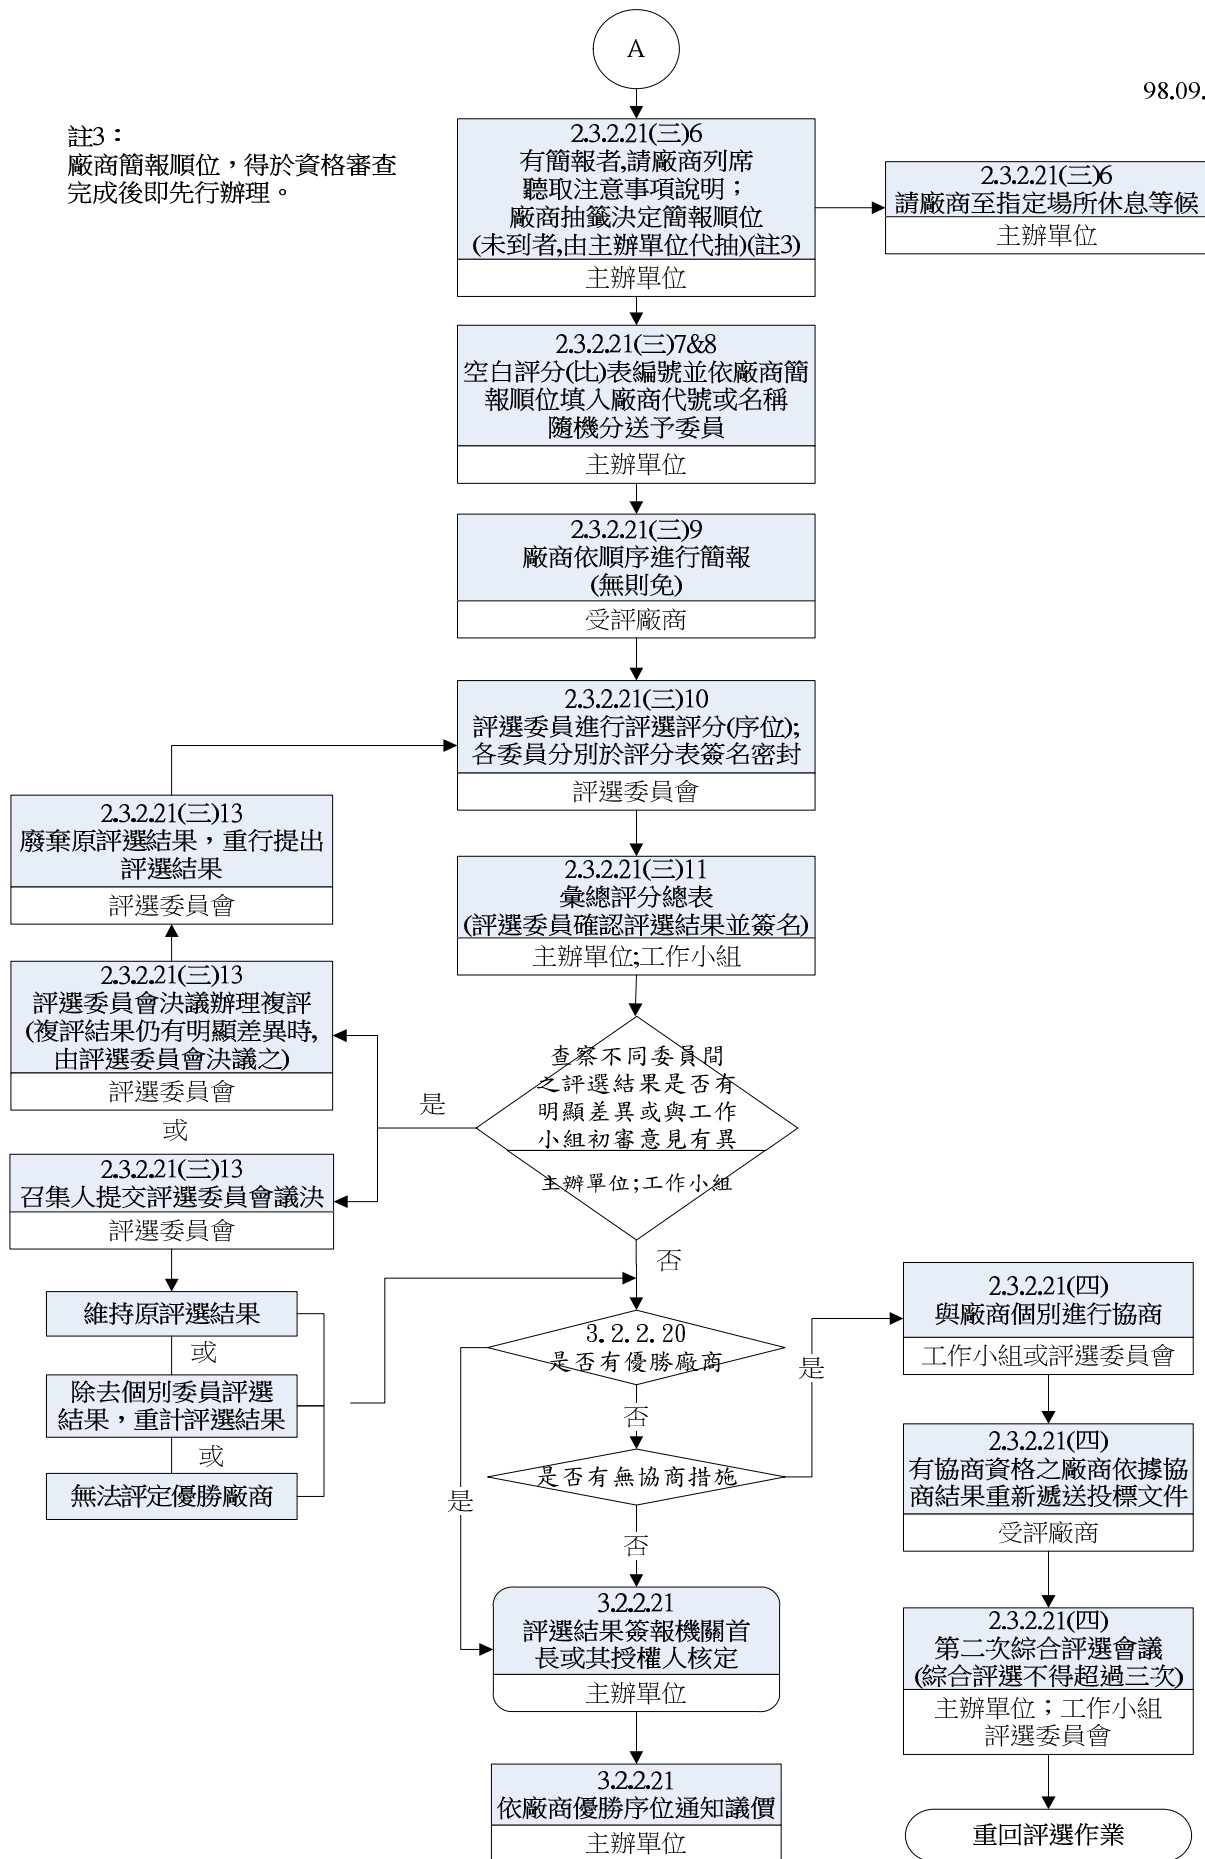 A
98.09.
註3：
廠商簡報順位，得於資格審查
完成後即先行辦理。
2.3.2.21(三)6
有簡報者,請廠商列席
聽取注意事項說明；
廠商抽籤決定簡報順位
(未到者,由主辦單位代抽)(註3)
主辦單位
2.3.2.21(三)6
請廠商至指定場所休息等候
主辦單位
2.3.2.21(三)7&8
空白評分(比)表編號並依廠商簡
報順位填入廠商代號或名稱
隨機分送予委員
主辦單位
2.3.2.21(三)9
廠商依順序進行簡報
(無則免)
受評廠商
2.3.2.21(三)10
評選委員進行評選評分(序位);
各委員分別於評分表簽名密封
評選委員會
2.3.2.21(三)13
廢棄原評選結果，重行提出
評選結果
評選委員會
2.3.2.21(三)11
彙總評分總表
(評選委員確認評選結果並簽名)
主辦單位;工作小組
2.3.2.21(三)13
評選委員會決議辦理複評
(複評結果仍有明顯差異時,
由評選委員會決議之)
評選委員會
或
是
查察不同委員間
之評選結果是否有
明顯差異或與工作
小組初審意見有異
主辦單位;工作小組
2.3.2.21(三)13
召集人提交評選委員會議決
評選委員會
否
維持原評選結果
或
除去個別委員評選
結果，重計評選結果
或
無法評定優勝廠商
3.2.2.20
是否有優勝廠商
是
否
是否有無協商措施
是
否
2.3.2.21(四)
與廠商個別進行協商
工作小組或評選委員會
2.3.2.21(四)
有協商資格之廠商依據協
商結果重新遞送投標文件
受評廠商
3.2.2.21
評選結果簽報機關首
長或其授權人核定
主辦單位
2.3.2.21(四)
第二次綜合評選會議
(綜合評選不得超過三次)
主辦單位；工作小組
評選委員會
3.2.2.21
依廠商優勝序位通知議價
主辦單位
重回評選作業